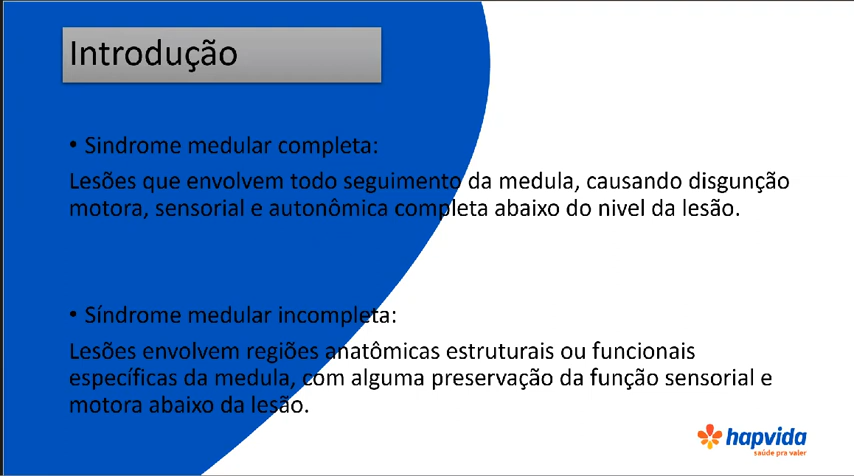 Introdução
• Sindrome medular completa:
Lesões que envolvem todo seguimento da medula, causando disgunção
motora, sensorial e autonômica completa abaixo do nivel da lesão.
• Síndrome medular incompleta:
Lesões envolvem regiões anatômicas estruturais ou funcionais
específicas da medula, com alguma preservação da função sensorial e
motora abaixo da lesão.
hapvida
saúde pra valer